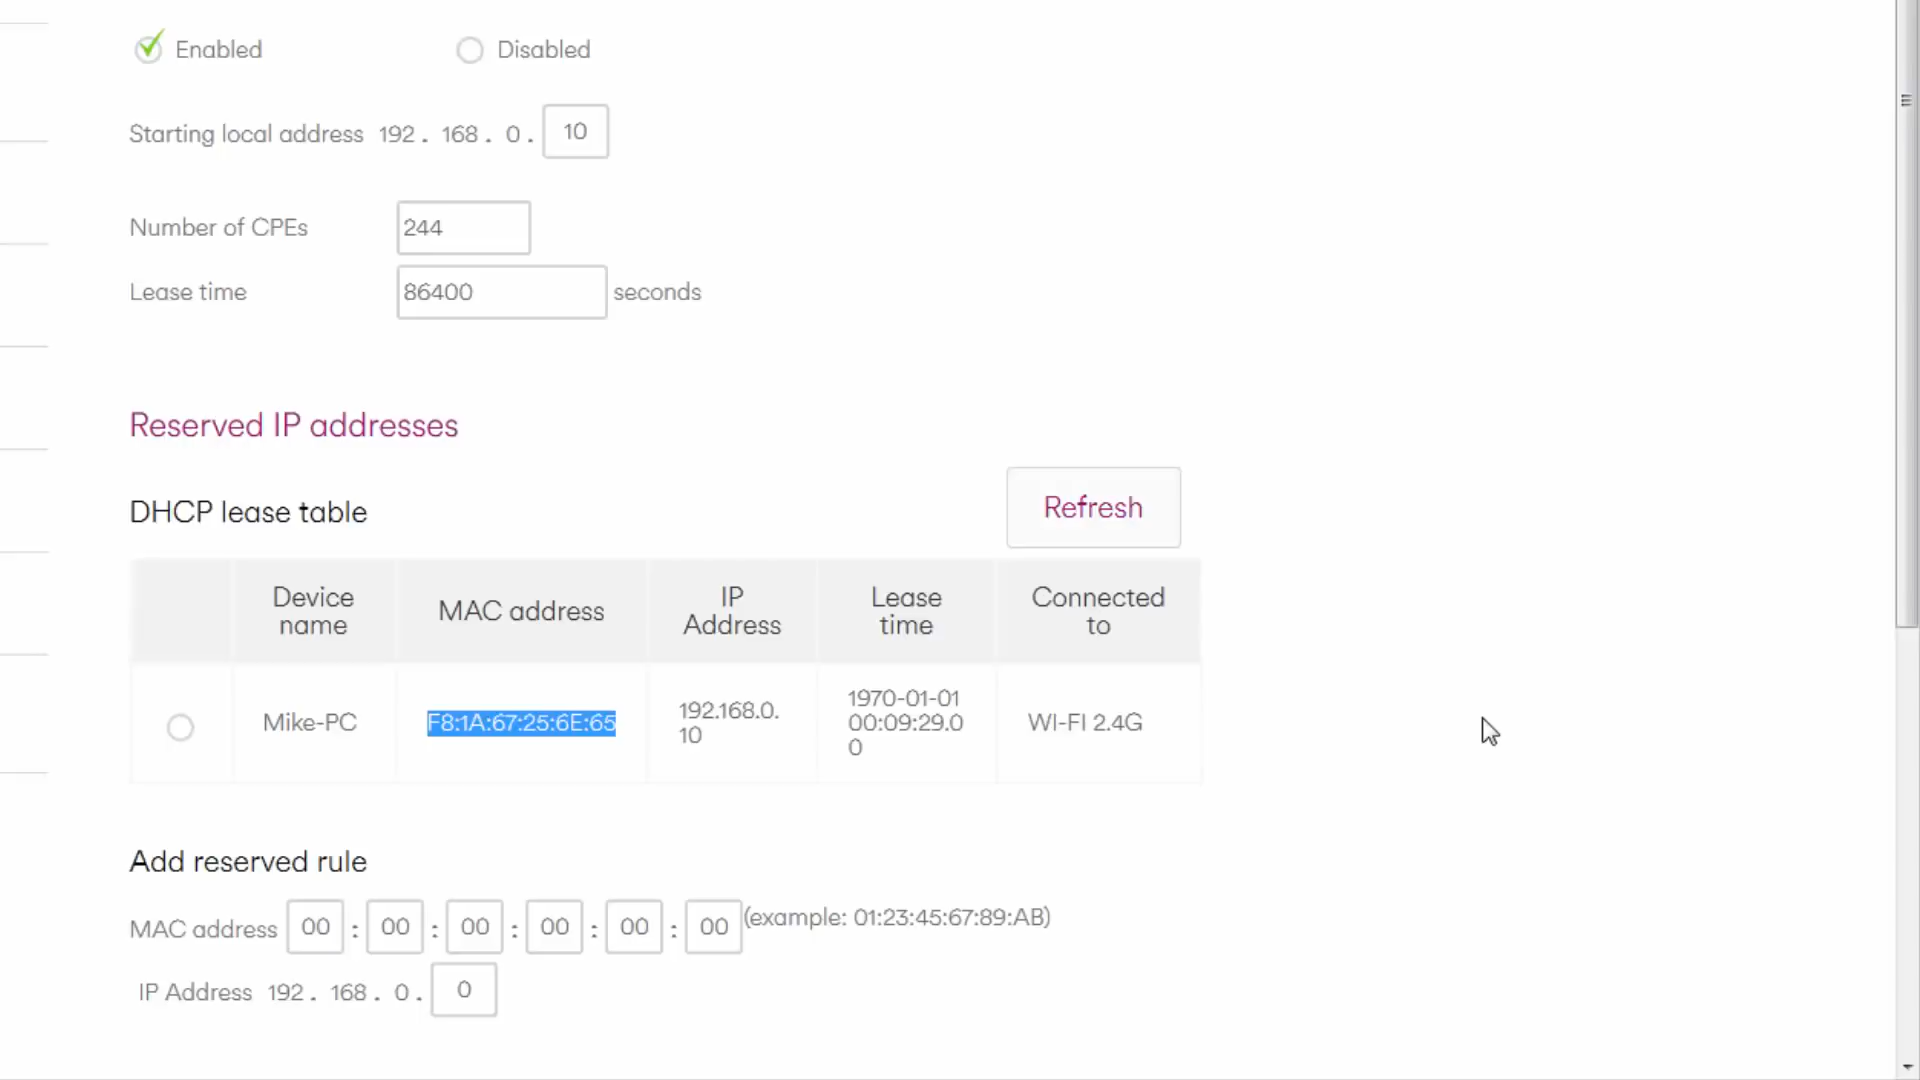 Enabled Disabled
Starting local address 192 . 168 . 0 . 10
Number of CPEs 244
Lease time 86400 seconds
Reserved IP addresses
DHCP lease table
Refresh
Device name
MAC address
IP Address
Lease time
Connected to
Mike-PC
F8:1A:67:25:6E:65
192.168.0.
10
1970-01-01
00:09:29.0
0
WI-FI 2.4G
Add reserved rule
MAC address 00 : 00 : 00 : 00 : 00 : 00 (example: 01:23:45:67:89:AB)
IP Address 192 . 168 . 0 . 0